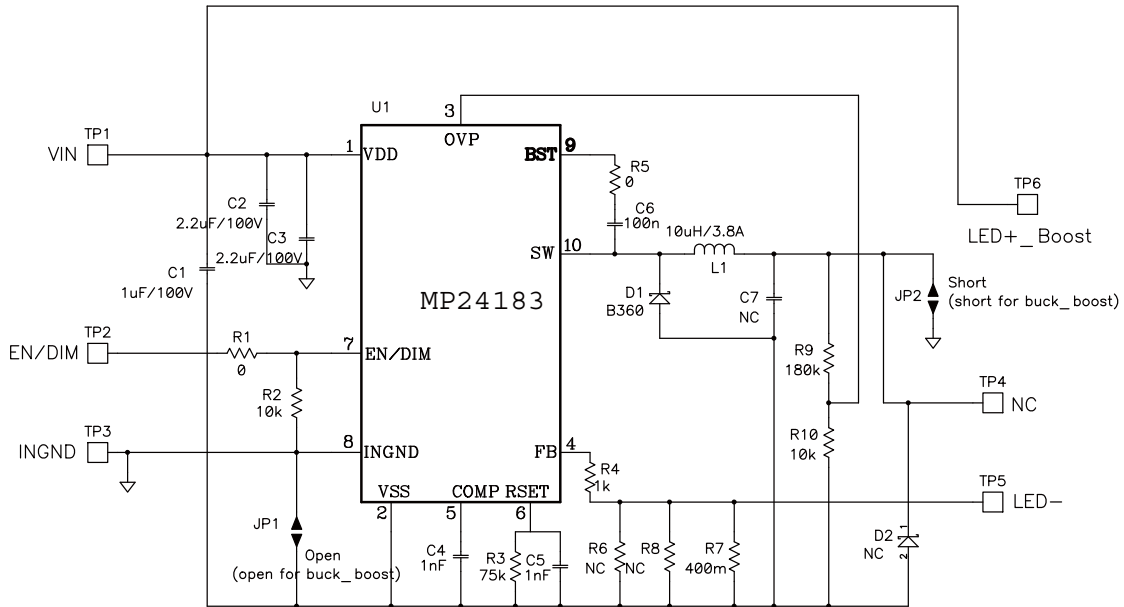 U1
3
OVP
TP1
VIN
1
VDD
BST
9
R5
0
C6
100n
TP6
LED+_Boost
C2
2.2uF/100V
C3
2.2uF/100V
SW
10
10uH/3.8A
L1
C1
1uF/100V
MP24183
D1
B360
C7
NC
JP2
Short
(short for buck_boost)
TP2
EN/DIM
R1
0
7
EN/DIM
R9
180k
R2
10k
TP4
NC
TP3
INGND
8
INGND
FB
4
R10
10k
R4
1k
VSS
COMP
RSET
2
5
6
TP5
LED-
JP1
Open
(open for buck_boost)
C4
1nF
R3
75k
C5
1nF
R6
NC
R8
NC
R7
400m
D2
NC
1
2